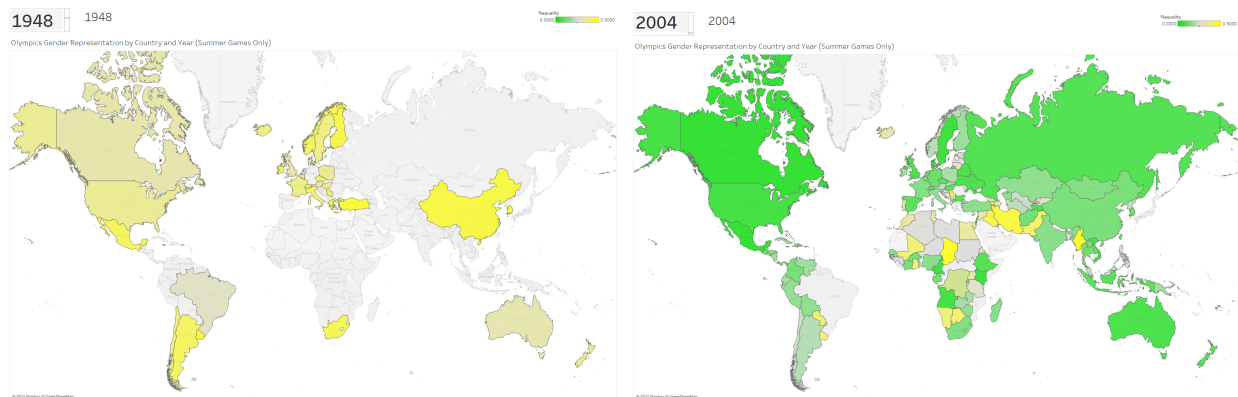 1948
1948
%equality
0.0000
0.5000
Olympics Gender Representation by Country and Year (Summer Games Only)
2004
2004
%equality
0.0000
0.5000
Olympics Gender Representation by Country and Year (Summer Games Only)